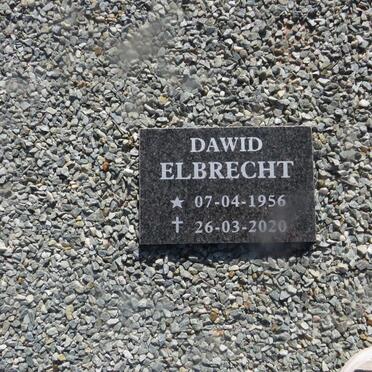 DAWID
ELBRECHT
★ 07-04-1956
✝ 26-03-2020